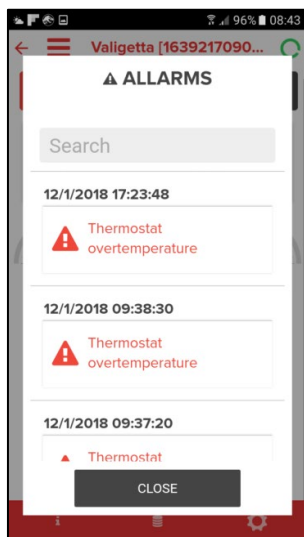 96% 08:43
Valigetta [1639217090...
ALLARMS
Search
12/1/2018 17:23:48
Thermostat
overtemperature
12/1/2018 09:38:30
Thermostat
overtemperature
12/1/2018 09:37:20
Thermostat
CLOSE